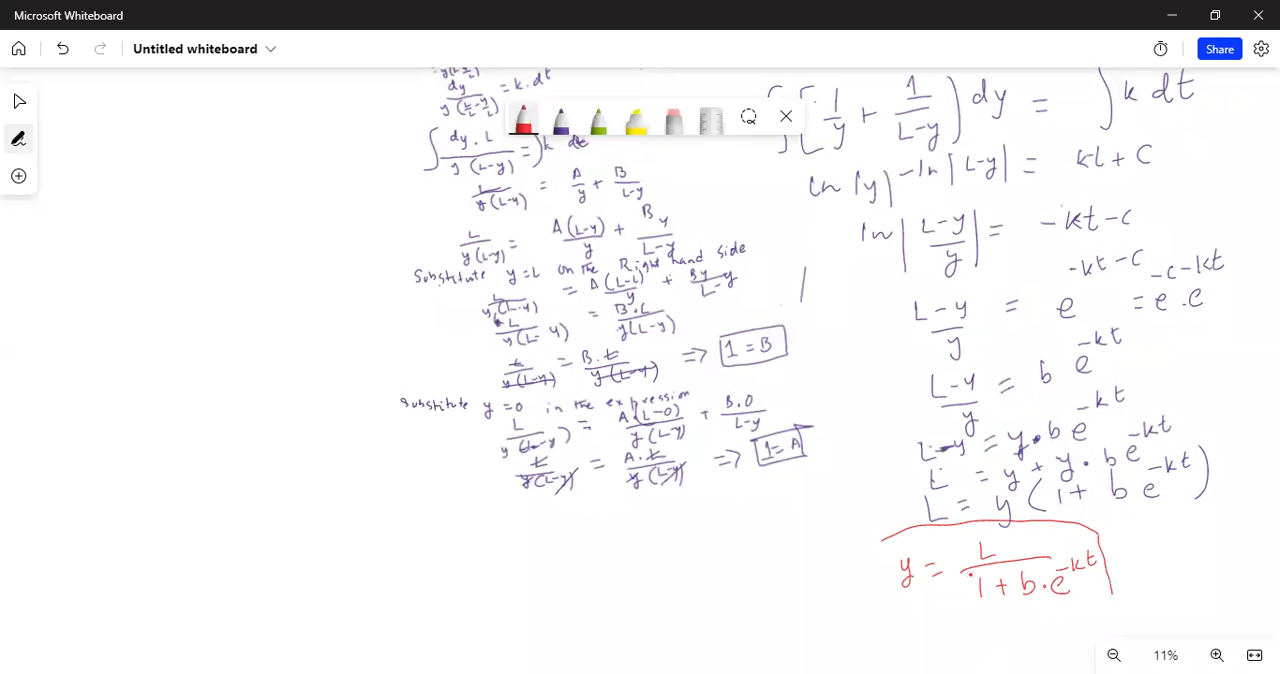 Microsoft Whiteboard
Untitled whiteboard
Share
dy / y(L/L - y/L) = k.dt
∫ dy.L / y(L-y) = ∫ k dt
L / y(L-y) = A/y + B/L-y
L / y(L-y) = A(L-y)/y + By/L-y
Substitute y=L on the Right hand side
L / y(L-y) = A(L-L)/y + By/L-y
L / y(L-y) = B.L / y(L-y)
L / y(L-y) = B.L / y(L-y) => 1 = B
Substitute y=0 in the expression
L / y(L-y) = A.(L-0) / y(L-y) + B.0 / L-y
L / y(L-y) = A.L / y(L-y) => 1 = A
∫ [ 1/y + 1/L-y ] dy = ∫ k dt
ln|y| - ln|L-y| = kt + C
ln | L-y / y | = -kt - c
L-y / y = e^-kt-c = e^-c . e^-kt
L-y / y = b e^-kt
L-y = y.b e^-kt
L = y + y.b e^-kt
L = y (1 + b e^-kt)
y = L / 1 + b.e^-kt
11%